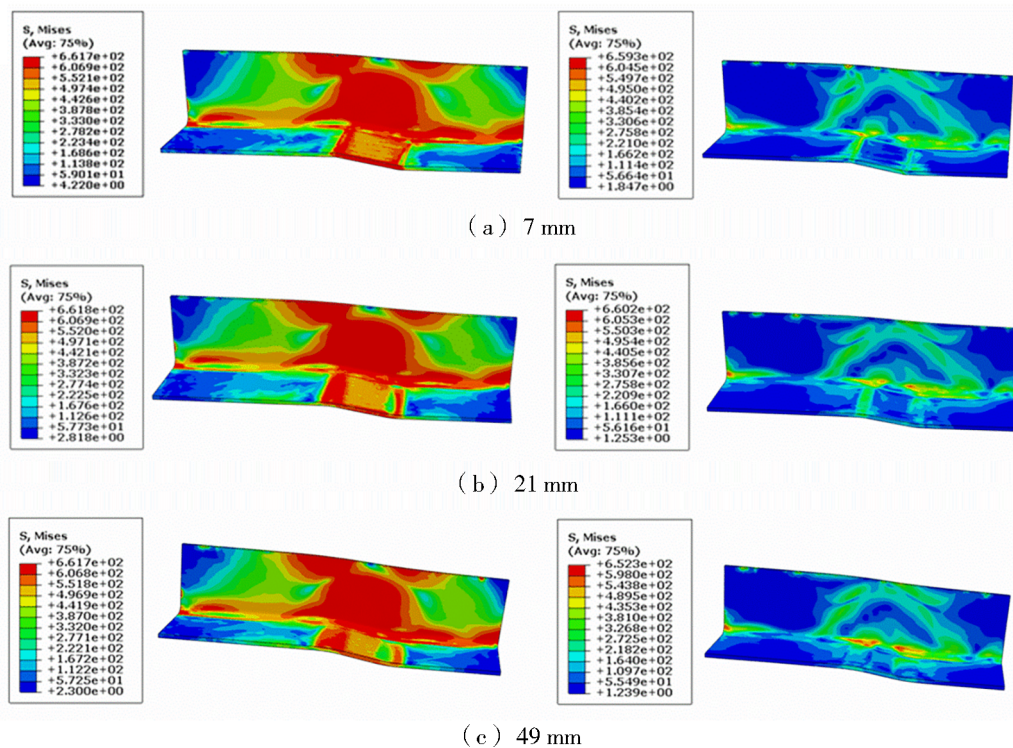 S, Mises
(Avg: 75%)
+6.617e+02
+6.069e+02
+5.521e+02
+4.974e+02
+4.426e+02
+3.878e+02
+3.330e+02
+2.782e+02
+2.234e+02
+1.686e+02
+1.138e+02
+5.901e+01
+4.220e+00
S, Mises
(Avg: 75%)
+6.593e+02
+6.045e+02
+5.497e+02
+4.950e+02
+4.402e+02
+3.854e+02
+3.306e+02
+2.758e+02
+2.210e+02
+1.662e+02
+1.114e+02
+5.664e+01
+1.847e+00
(a) 7 mm
S, Mises
(Avg: 75%)
+6.618e+02
+6.069e+02
+5.520e+02
+4.971e+02
+4.421e+02
+3.872e+02
+3.323e+02
+2.774e+02
+2.225e+02
+1.676e+02
+1.126e+02
+5.773e+01
+2.818e+00
S, Mises
(Avg: 75%)
+6.602e+02
+6.053e+02
+5.503e+02
+4.954e+02
+4.405e+02
+3.856e+02
+3.307e+02
+2.758e+02
+2.209e+02
+1.660e+02
+1.111e+02
+5.616e+01
+1.253e+00
(b) 21 mm
S, Mises
(Avg: 75%)
+6.617e+02
+6.068e+02
+5.518e+02
+4.969e+02
+4.419e+02
+3.870e+02
+3.320e+02
+2.771e+02
+2.221e+02
+1.672e+02
+1.122e+02
+5.725e+01
+2.300e+00
S, Mises
(Avg: 75%)
+6.523e+02
+5.980e+02
+5.438e+02
+4.895e+02
+4.353e+02
+3.810e+02
+3.268e+02
+2.725e+02
+2.182e+02
+1.640e+02
+1.097e+02
+5.549e+01
+1.239e+00
(c) 49 mm